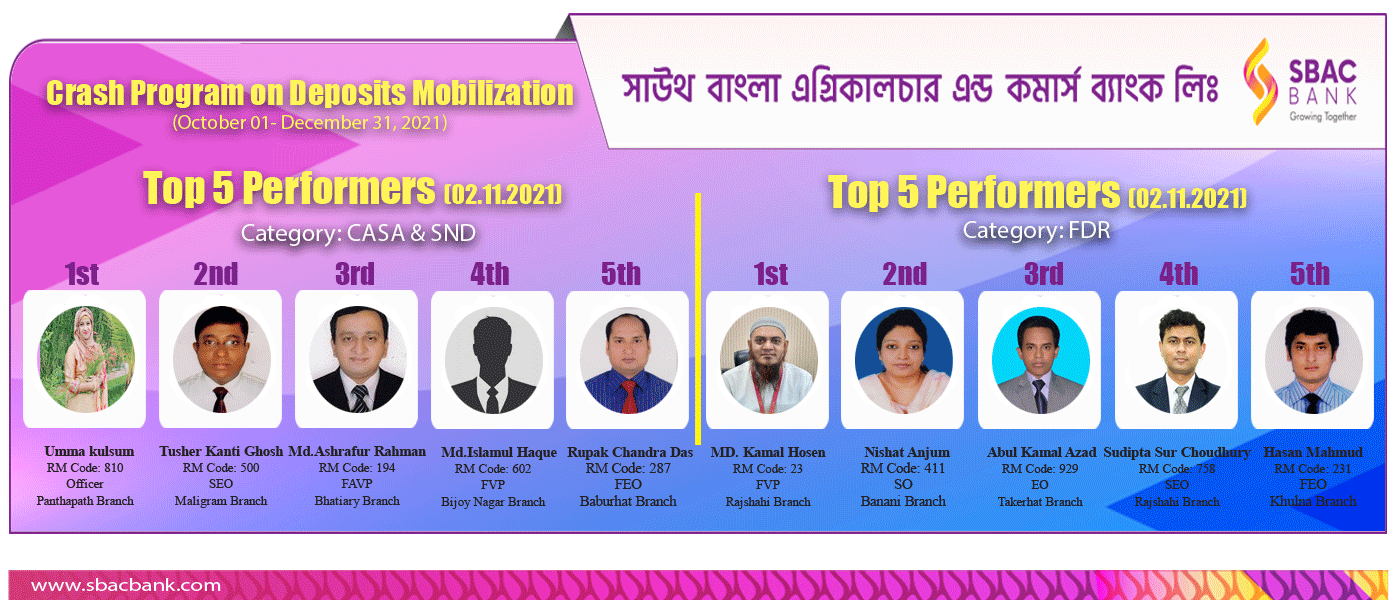 Crash Program on Deposits Mobilization
(October 01- December 31, 2021)
সাউথ বাংলা এগ্রিকালচার এন্ড কমার্স ব্যাংক লিঃ
SBAC
BANK
Growing Together
Top 5 Performers (02.11.2021)
Category: CASA & SND
1st 2nd 3rd 4th 5th
Umma kulsum Tusher Kanti Ghosh Md.Ashrafur Rahman Md.Islamul Haque Rupak Chandra Das
RM Code: 810 RM Code: 500 RM Code: 194 RM Code: 602 RM Code: 287
Officer SEO FAVP FVP FEO
Panthapath Branch Maligram Branch Bhatiary Branch Bijoy Nagar Branch Baburhat Branch
Top 5 Performers (02.11.2021)
Category: FDR
1st 2nd 3rd 4th 5th
MD. Kamal Hosen Nishat Anjum Abul Kamal Azad Sudipta Sur Choudhury Hasan Mahmud
RM Code: 23 RM Code: 411 RM Code: 929 RM Code: 758 RM Code: 231
FVP SO EO SEO FEO
Rajshahi Branch Banani Branch Takerhat Branch Rajshahi Branch Khulna Branch
www.sbacbank.com